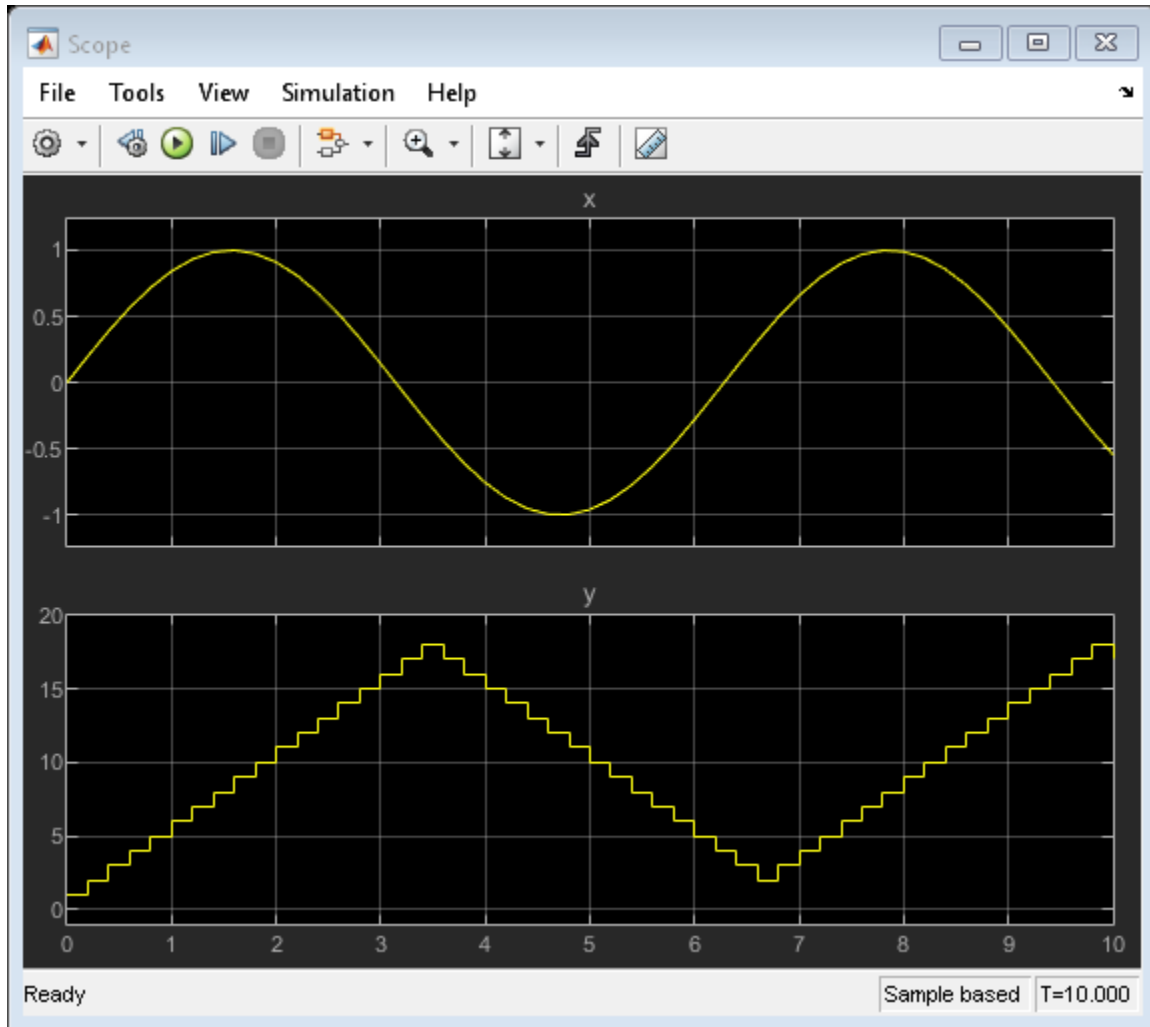 Scope
File Tools View Simulation Help
x
1
0.5
0
-0.5
-1
y
20
15
10
5
0
0 1 2 3 4 5 6 7 8 9 10
Ready Sample based T=10.000